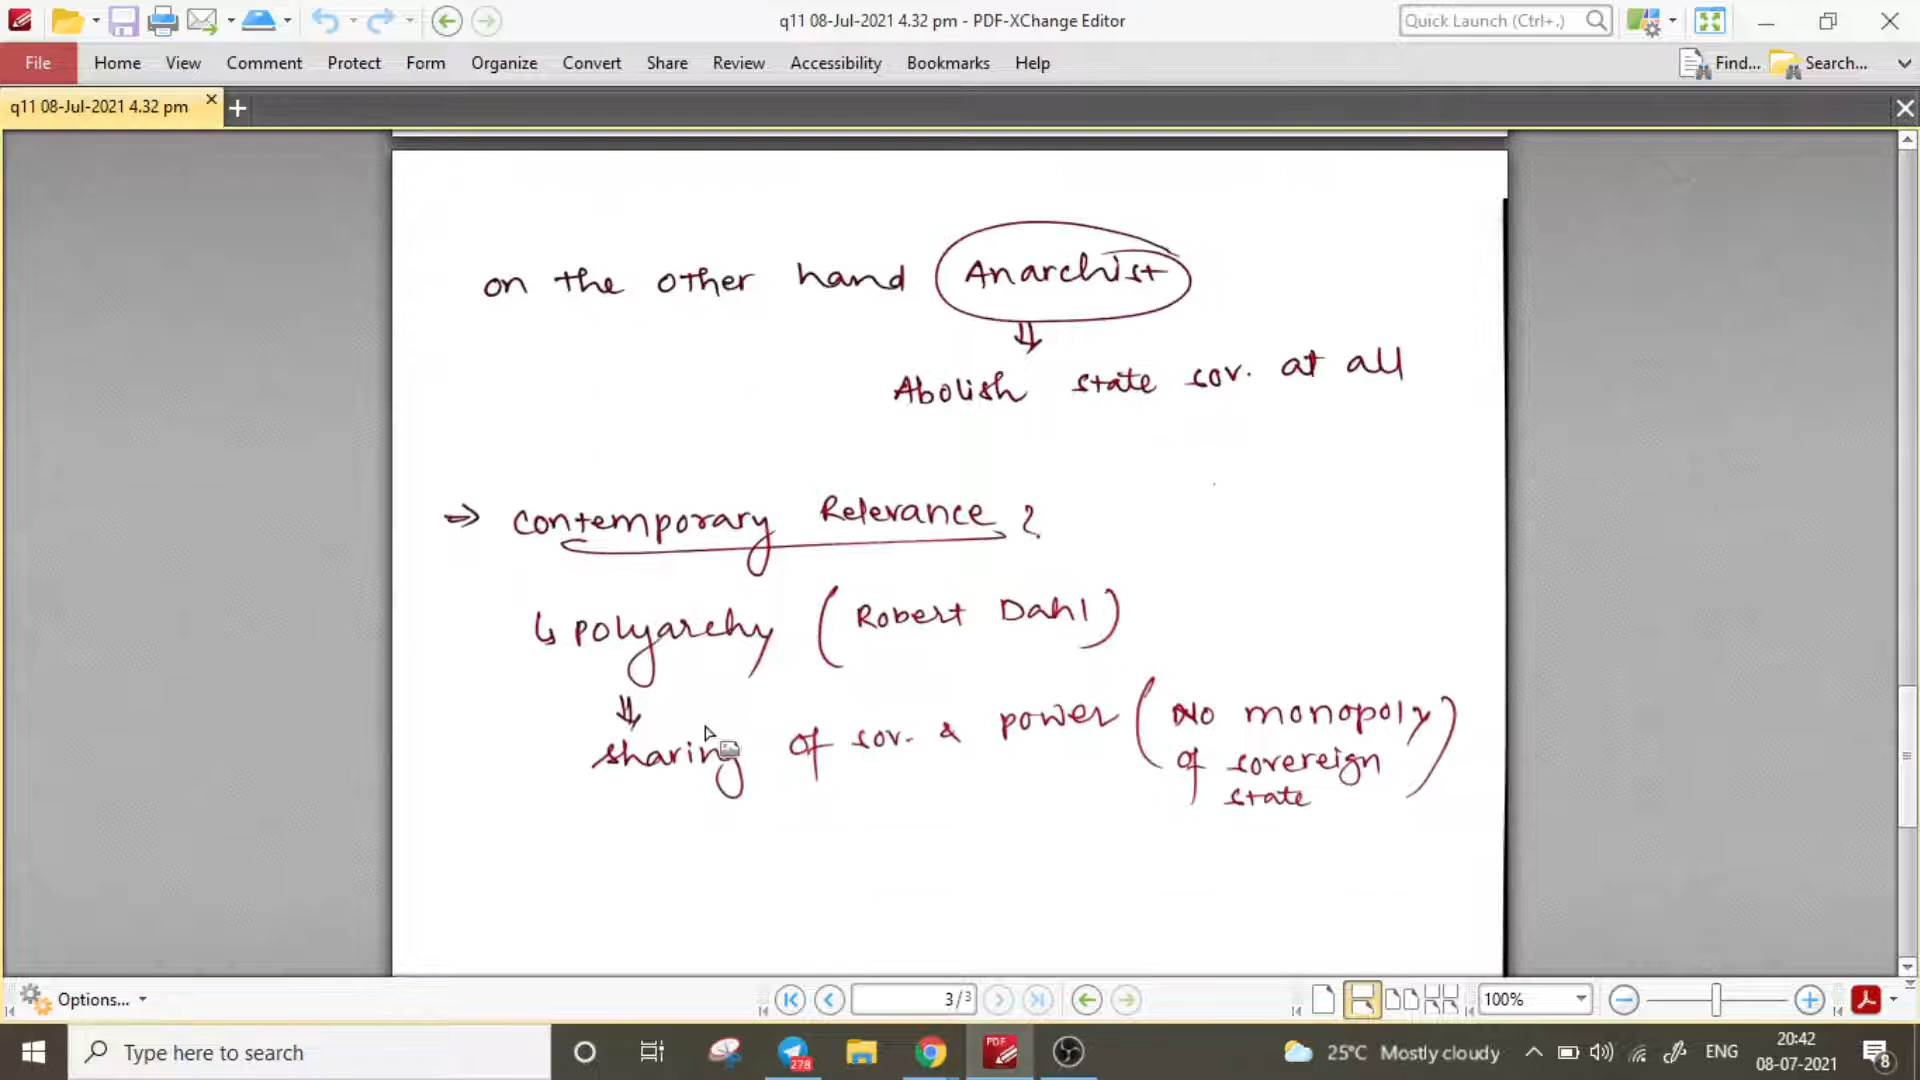 q11 08-Jul-2021 4.32 pm - PDF-XChange Editor
Quick Launch (Ctrl+.)
File Home View Comment Protect Form Organize Convert Share Review Accessibility Bookmarks Help Find... Search...
q11 08-Jul-2021 4.32 pm
on the other hand Anarchist
Abolish state sov. at all
⇒ Contemporary Relevance ?
↳ polyarchy (Robert Dahl)
sharing of sov. & power (No monopoly
of sovereign
state)
Options... 3/3 100%
PDF
Type here to search 278 25°C Mostly cloudy ENG 20:42
08-07-2021 8